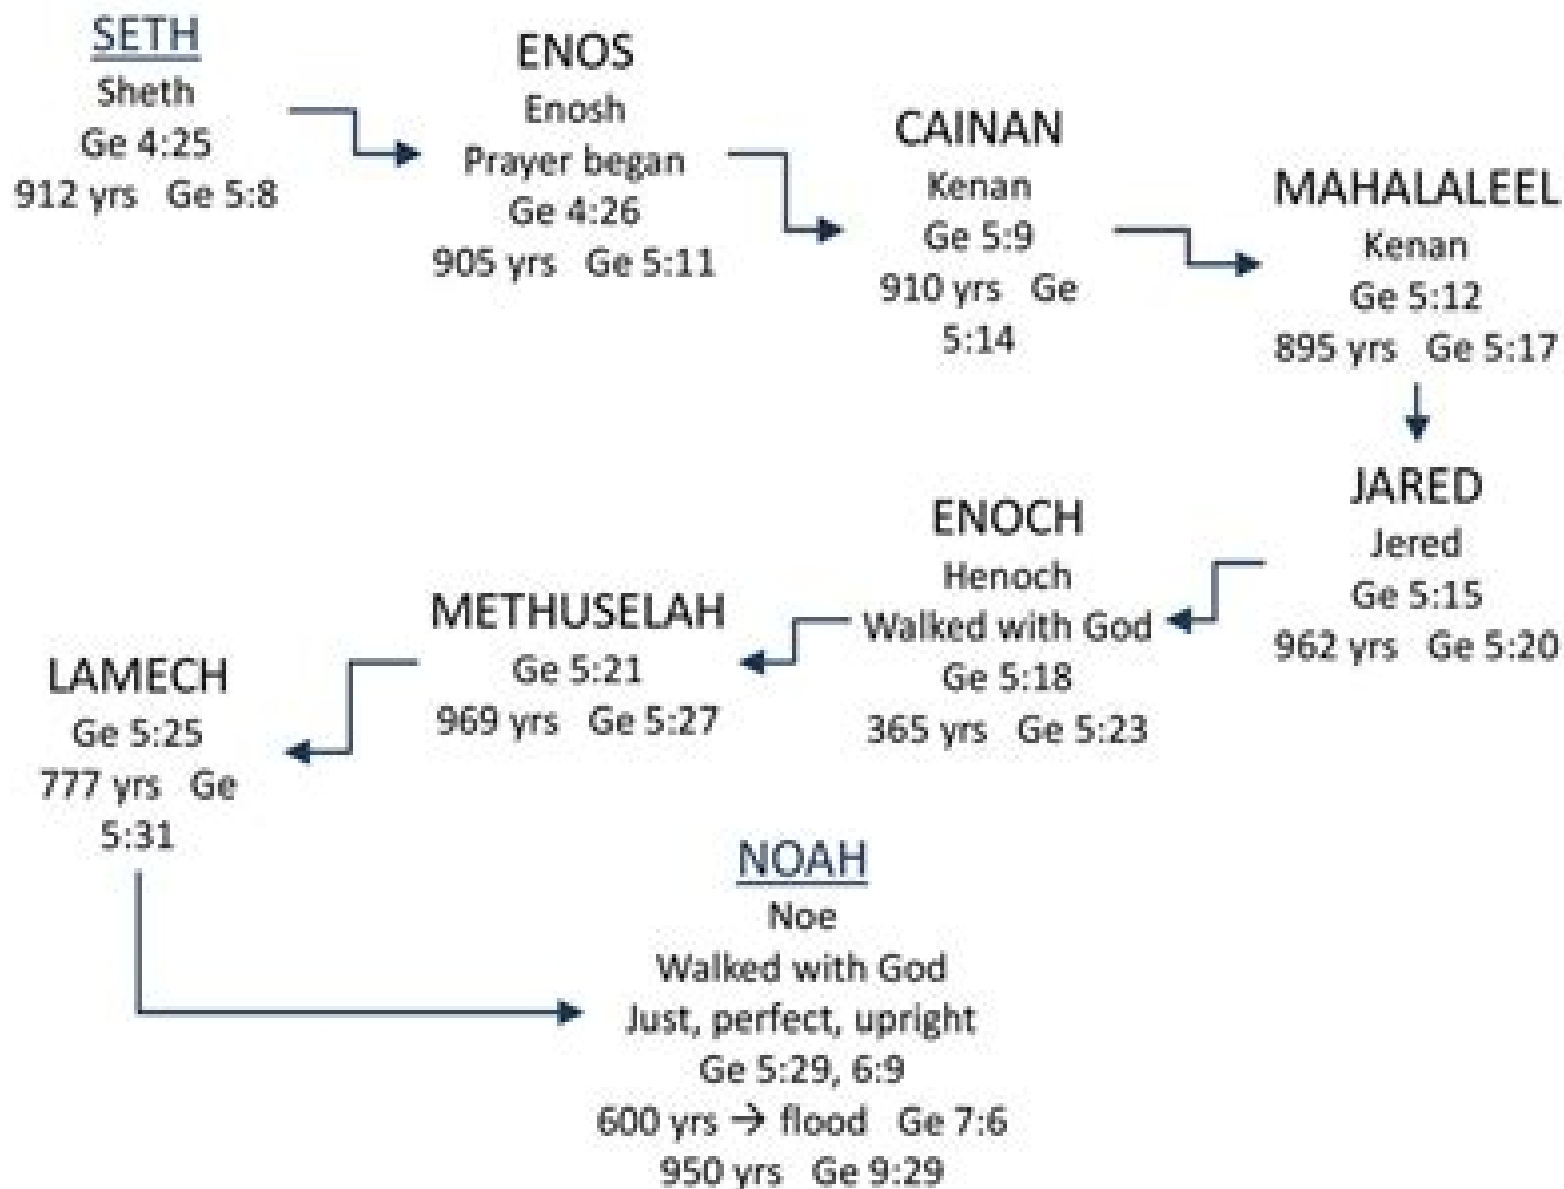 SETH
Sheth
Ge 4:25
912 yrs Ge 5:8
ENOS
Enosh
Prayer began
Ge 4:26
905 yrs Ge 5:11
CAINAN
Kenan
Ge 5:9
910 yrs Ge
5:14
MAHALALEEL
Kenan
Ge 5:12
895 yrs Ge 5:17
JARED
Jered
Ge 5:15
962 yrs Ge 5:20
ENOCH
Henoch
Walked with God
Ge 5:18
365 yrs Ge 5:23
METHUSELAH
Ge 5:21
969 yrs Ge 5:27
LAMECH
Ge 5:25
777 yrs Ge
5:31
NOAH
Noe
Walked with God
Just, perfect, upright
Ge 5:29, 6:9
600 yrs → flood Ge 7:6
950 yrs Ge 9:29